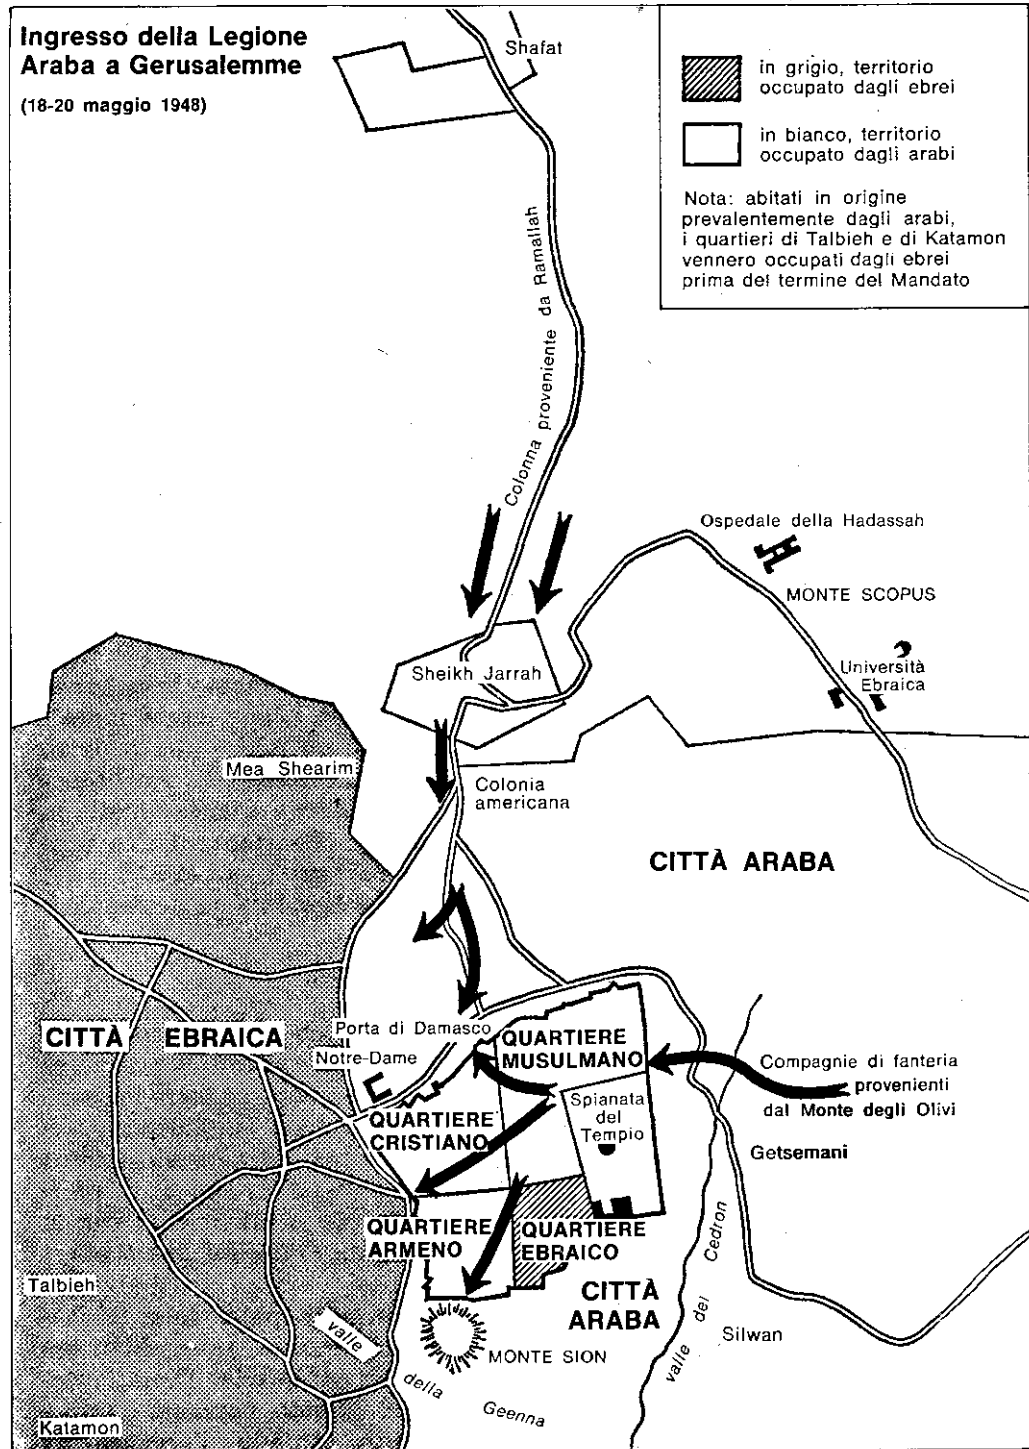 Ingresso della Legione
Araba a Gerusalemme
(18-20 maggio 1948)
in grigio, territorio
occupato dagli ebrei
in bianco, territorio
occupato dagli arabi
Nota: abitati in origine
prevalentemente dagli arabi,
i quartieri di Talbieh e di Katamon
vennero occupati dagli ebrei
prima del termine del Mandato
Shafat
Colonna proveniente da Ramallah
Ospedale della Hadassah
MONTE SCOPUS
Sheikh Jarrah
Università
Ebraica
Mea Shearim
Colonia
americana
CITTÀ ARABA
CITTÀ EBRAICA
Porta di Damasco
Notre-Dame
QUARTIERE
MUSULMANO
Compagnie di fanteria
provenienti
dal Monte degli Olivi
Spianata
del
Tempio
QUARTIERE
CRISTIANO
Getsemani
QUARTIERE
ARMENO
QUARTIERE
EBRAICO
CITTÀ
ARABA
Talbieh
valle del Cedron
Silwan
MONTE SION
valle
della
Geenna
Katamon